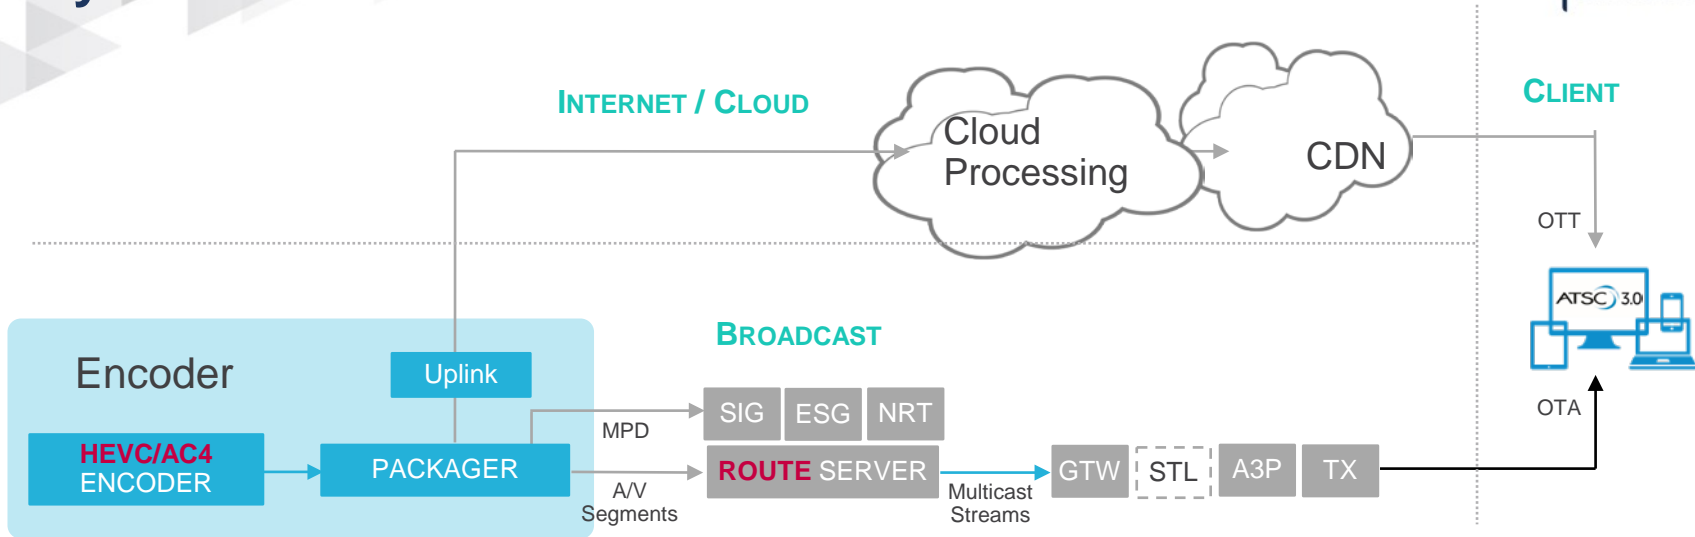 INTERNET / CLOUD
CLIENT
Cloud
Processing
CDN
OTT
ATSC 3.0
BROADCAST
Encoder
Uplink
SIG
ESG
NRT
OTA
MPD
HEVC/AC4
ENCODER
PACKAGER
ROUTE SERVER
GTW
STL
A3P
TX
A/V
Segments
Multicast
Streams